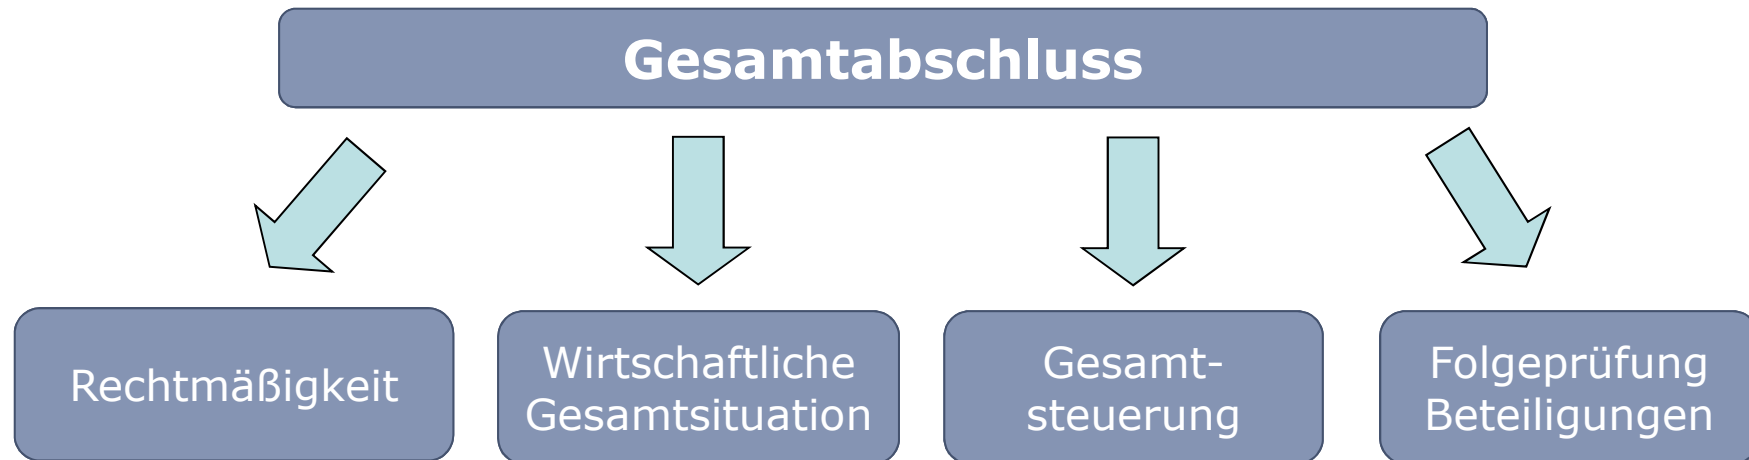 Gesamtabschluss
Rechtmäßigkeit
Wirtschaftliche
Gesamtsituation
Gesamt-
steuerung
Folgeprüfung
Beteiligungen